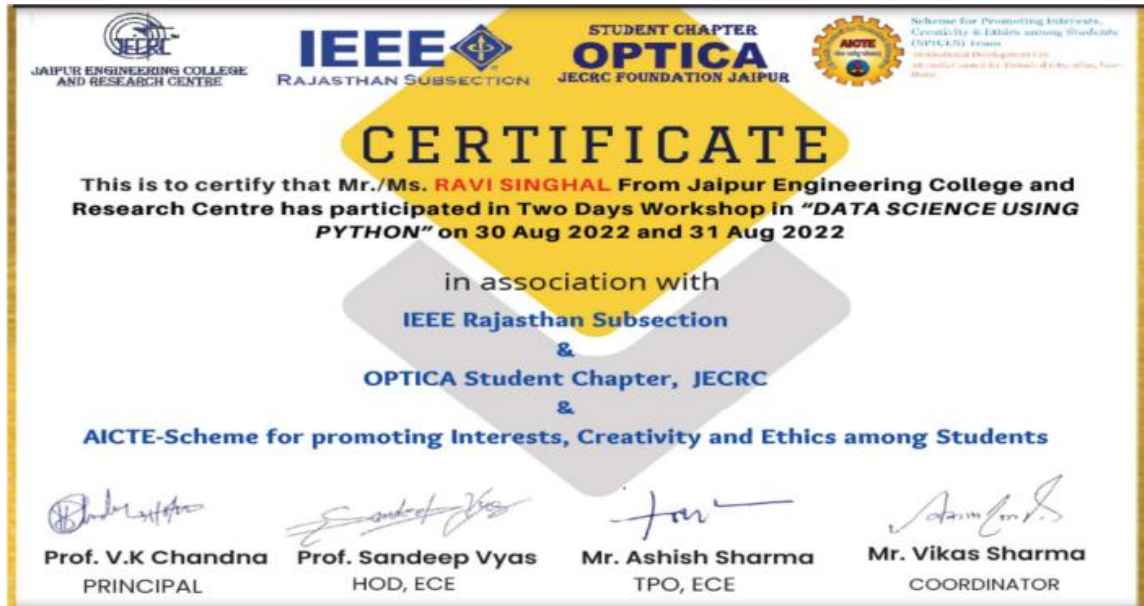 JECRC
JAIPUR ENGINEERING COLLEGE
AND RESEARCH CENTRE
IEEE
RAJASTHAN SUBSECTION
STUDENT CHAPTER
OPTICA
JECRC FOUNDATION JAIPUR
AICTE
Scheme for Promoting Interests,
Creativity & Ethics among Students
(SPICES) Teams
CERTIFICATE
This is to certify that Mr./Ms. RAVI SINGHAL From Jaipur Engineering College and
Research Centre has participated in Two Days Workshop in “DATA SCIENCE USING
PYTHON” on 30 Aug 2022 and 31 Aug 2022
in association with
IEEE Rajasthan Subsection
&
OPTICA Student Chapter, JECRC
&
AICTE-Scheme for promoting Interests, Creativity and Ethics among Students
Prof. V.K Chandna
Prof. Sandeep Vyas
Mr. Ashish Sharma
Mr. Vikas Sharma
PRINCIPAL
HOD, ECE
TPO, ECE
COORDINATOR